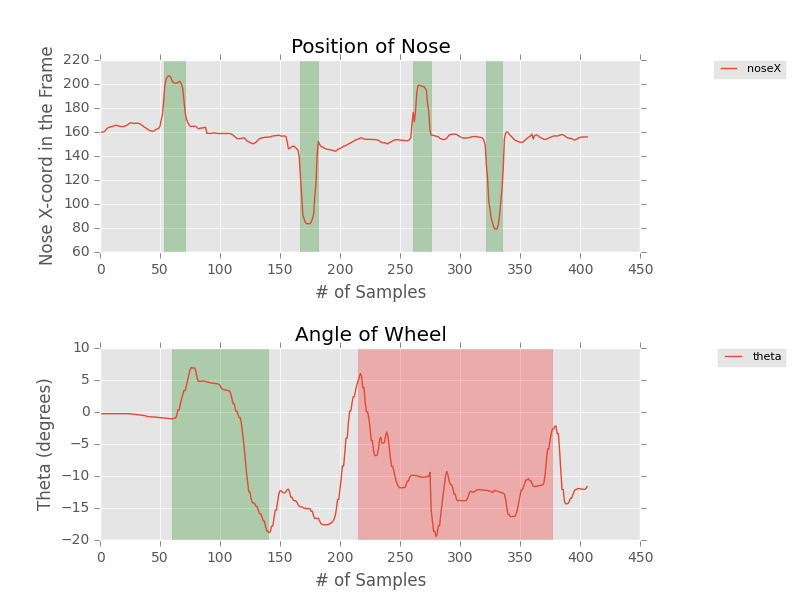 Position of Nose
Nose X-coord in the Frame
220
200
180
160
140
120
100
80
60
0 50 100 150 200 250 300 350 400 450
# of Samples
noseX
Angle of Wheel
Theta (degrees)
10
5
0
−5
−10
−15
−20
0 50 100 150 200 250 300 350 400 450
# of Samples
theta